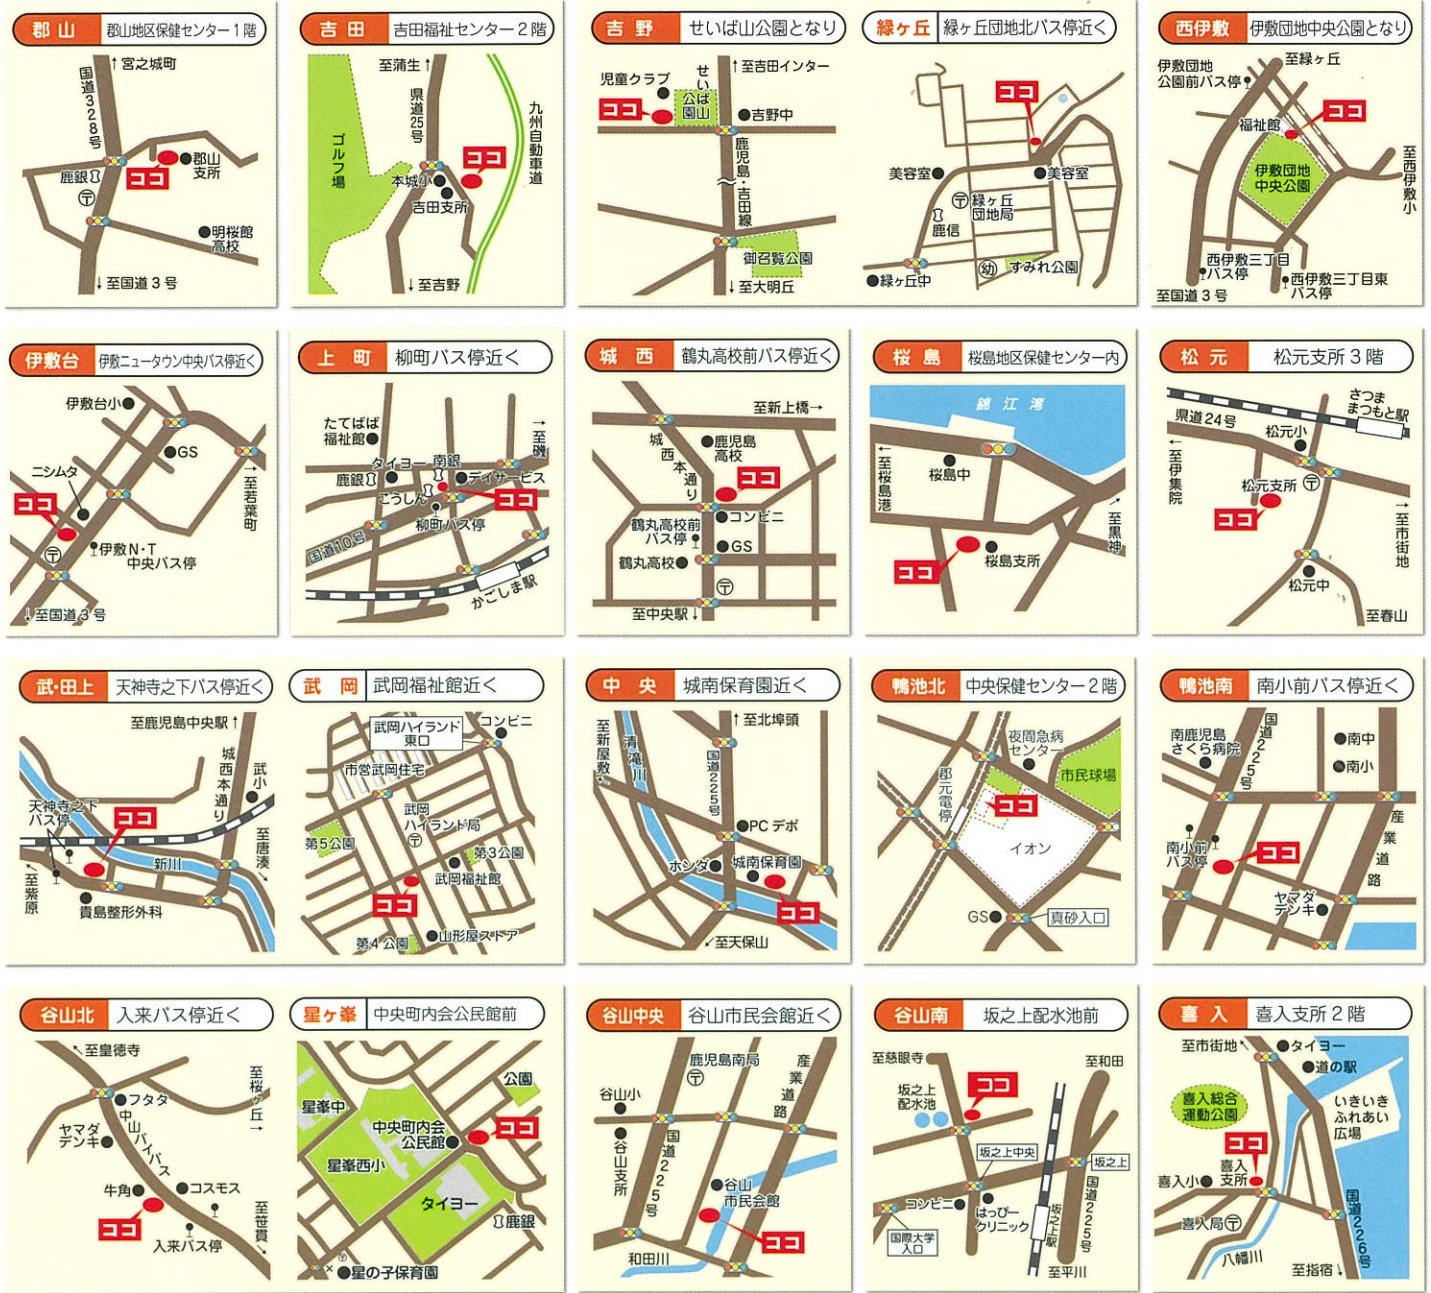 郡山 郡山地区保健センター1階
↑宮之城町
国道328号
ココ
郡山
支所
鹿銀
〒
明桜館
高校
↓至国道3号
吉田 吉田福祉センター2階
至蒲生↑
県道25号
九州自動車道
ゴルフ場
ココ
本城小
吉田支所
↓至吉野
吉野 せいば山公園となり
↑至吉田インター
児童クラブ
せいば山
公園
ココ
吉野中
鹿児島・吉田線
御召覧公園
↓至大明丘
緑ヶ丘 緑ヶ丘団地北バス停近く
ココ
美容室
美容室
〒
緑ヶ丘
団地局
鹿信
幼
すみれ公園
緑ヶ丘中
西伊敷 伊敷団地中央公園となり
至緑ヶ丘
伊敷団地
公園前バス停
ココ
福祉館
伊敷団地
中央公園
至西伊敷小
西伊敷三丁目
バス停
西伊敷三丁目東
バス停
至国道3号
伊敷台 伊敷ニュータウン中央バス停近く
伊敷台小
GS
ニシムタ
ココ
→至若葉町
〒
伊敷N・T
中央バス停
↓至国道3号
上町 柳町バス停近く
たてばば
福祉館
→至磯
タイヨー
南銀
鹿銀
デイサービス
こうしん
ココ
柳町バス停
国道10号
かごしま駅
城西 鶴丸高校前バス停近く
至新上橋→
城西本通り
鹿児島
高校
ココ
コンビニ
鶴丸高校前
バス停
GS
鶴丸高校
〒
至中央駅↓
桜島 桜島地区保健センター内
錦江湾
桜島中
←至桜島港
→至黒神
ココ
桜島支所
松元 松元支所3階
さつま
まつもと駅
県道24号
松元小
←至伊集院
〒
松元支所
ココ
→至市街地
松元中
至春山
武・田上 天神寺之下バス停近く
至鹿児島中央駅↑
城西本通り
武小
天神寺之下
バス停
ココ
至唐湊→
新川
←至紫原
貴島整形外科
武岡 武岡福祉館近く
武岡ハイランド
東口
コンビニ
市営武岡住宅
武岡
ハイランド局
〒
第5公園
第3公園
武岡福祉館
ココ
第4公園
山形屋ストア
中央 城南保育園近く
↑至北埠頭
至新屋敷
清滝川
国道225号
PCデポ
ホンダ
城南保育園
ココ
↙至天保山
鴨池北 中央保健センター2階
夜間急病
センター
市民球場
郡元電停
ココ
イオン
GS
真砂入口
鴨池南 南小前バス停近く
南鹿児島
さくら病院
国道225号
南中
南小
産業道路
南小前
バス停
ココ
ヤマダ
デンキ
谷山北 入来バス停近く
↖至皇徳寺
至桜ヶ丘→
フタタ
中山バイパス
ヤマダ
デンキ
牛角
コスモス
ココ
入来バス停
至笹貫→
星ヶ峯 中央町内会公民館前
公園
星峯中
中央町内会
公民館
ココ
星峯西小
タイヨー
鹿銀
星の子保育園
谷山中央 谷山市民会館近く
鹿児島南局
〒
産業道路
谷山小
谷山支所
国道225号
谷山
市民会館
ココ
和田川
谷山南 坂之上配水池前
至慈眼寺
至和田
坂之上
配水池
ココ
坂之上中央
坂之上
コンビニ
はっぴー
クリニック
坂之上駅
国道225号
国際大学
入口
至平川
喜入 喜入支所2階
至市街地↖
タイヨー
道の駅
喜入総合
運動公園
いきいき
ふれあい
広場
ココ
喜入
支所
喜入小
喜入局〒
国道226号
八幡川
至指宿↓